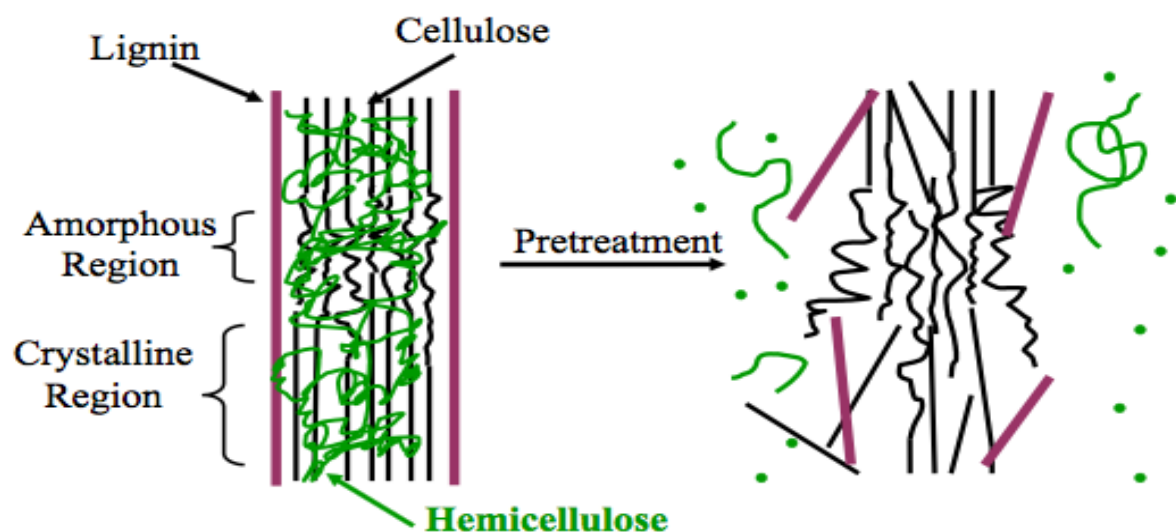 Lignin
Cellulose
Amorphous
Region
Pretreatment
Crystalline
Region
Hemicellulose